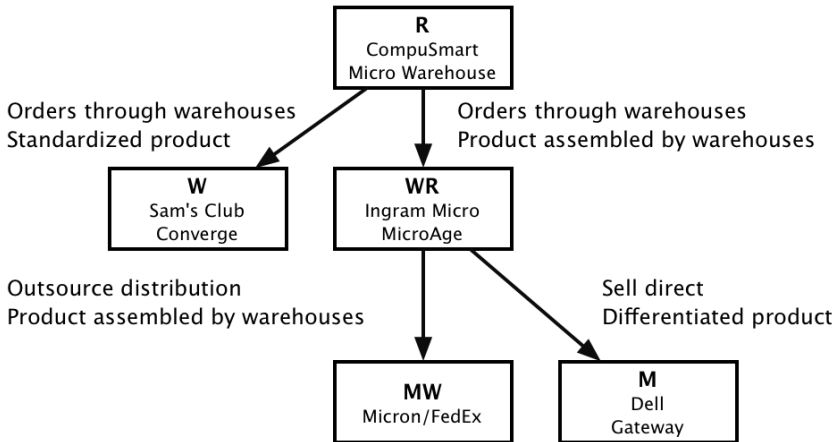 R
CompuSmart
Micro Warehouse
Orders through warehouses
Standardized product
Orders through warehouses
Product assembled by warehouses
W
Sam's Club
Converge
WR
Ingram Micro
MicroAge
Outsource distribution
Product assembled by warehouses
Sell direct
Differentiated product
MW
Micron/FedEx
M
Dell
Gateway